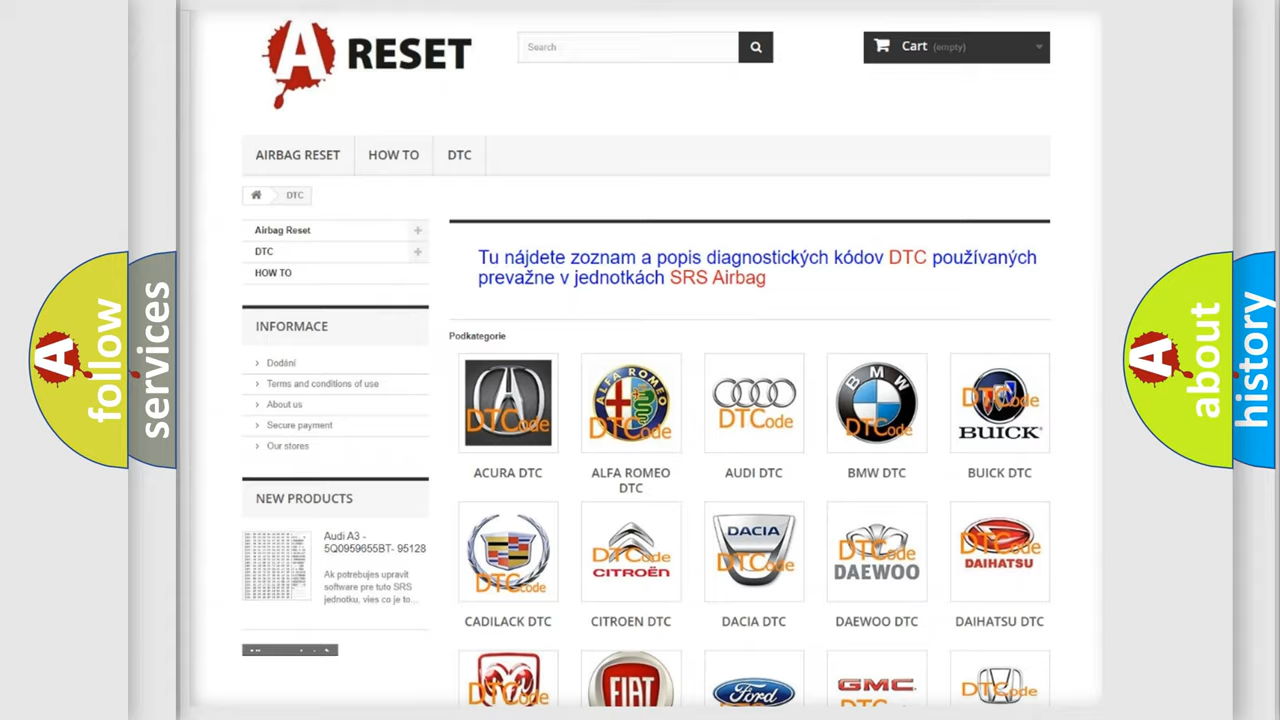 A RESET
Search
Cart (empty)
AIRBAG RESET
HOW TO
DTC
DTC
Airbag Reset
DTC
HOW TO
Tu nájdete zoznam a popis diagnostických kódov DTC používaných
prevažne v jednotkách SRS Airbag
INFORMACE
Dodání
Terms and conditions of use
About us
Secure payment
Our stores
NEW PRODUCTS
Audi A3 -
5Q0959655BT- 95128
Ak potrebujes upravit
software pre tuto SRS
jednotku, vies co je to...
Podkategorie
DTCode
ALFA ROMEO
DTCode
DTCode
BMW
DTCode
DTCode
BUICK
ACURA DTC
ALFA ROMEO
DTC
AUDI DTC
BMW DTC
BUICK DTC
DTCode
DTCode
CITROËN
DACIA
DTCode
DTCode
DAEWOO
DTCode
DAIHATSU
CADILACK DTC
CITROEN DTC
DACIA DTC
DAEWOO DTC
DAIHATSU DTC
DTCode
FIAT
Ford
GMC
DTCode
A follow
services
A about
history